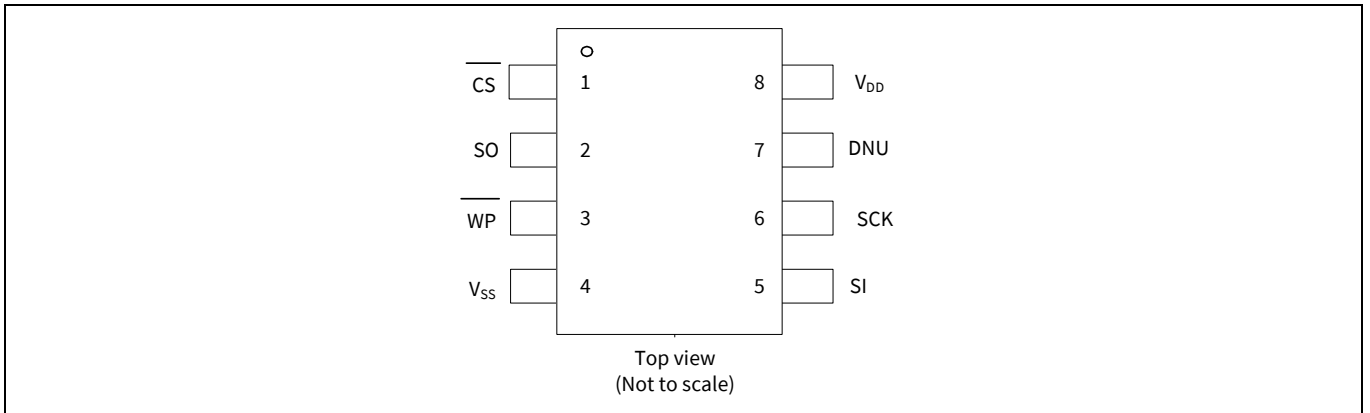 CS 1 8 VDD
SO 2 7 DNU
WP 3 6 SCK
VSS 4 5 SI
Top view
(Not to scale)